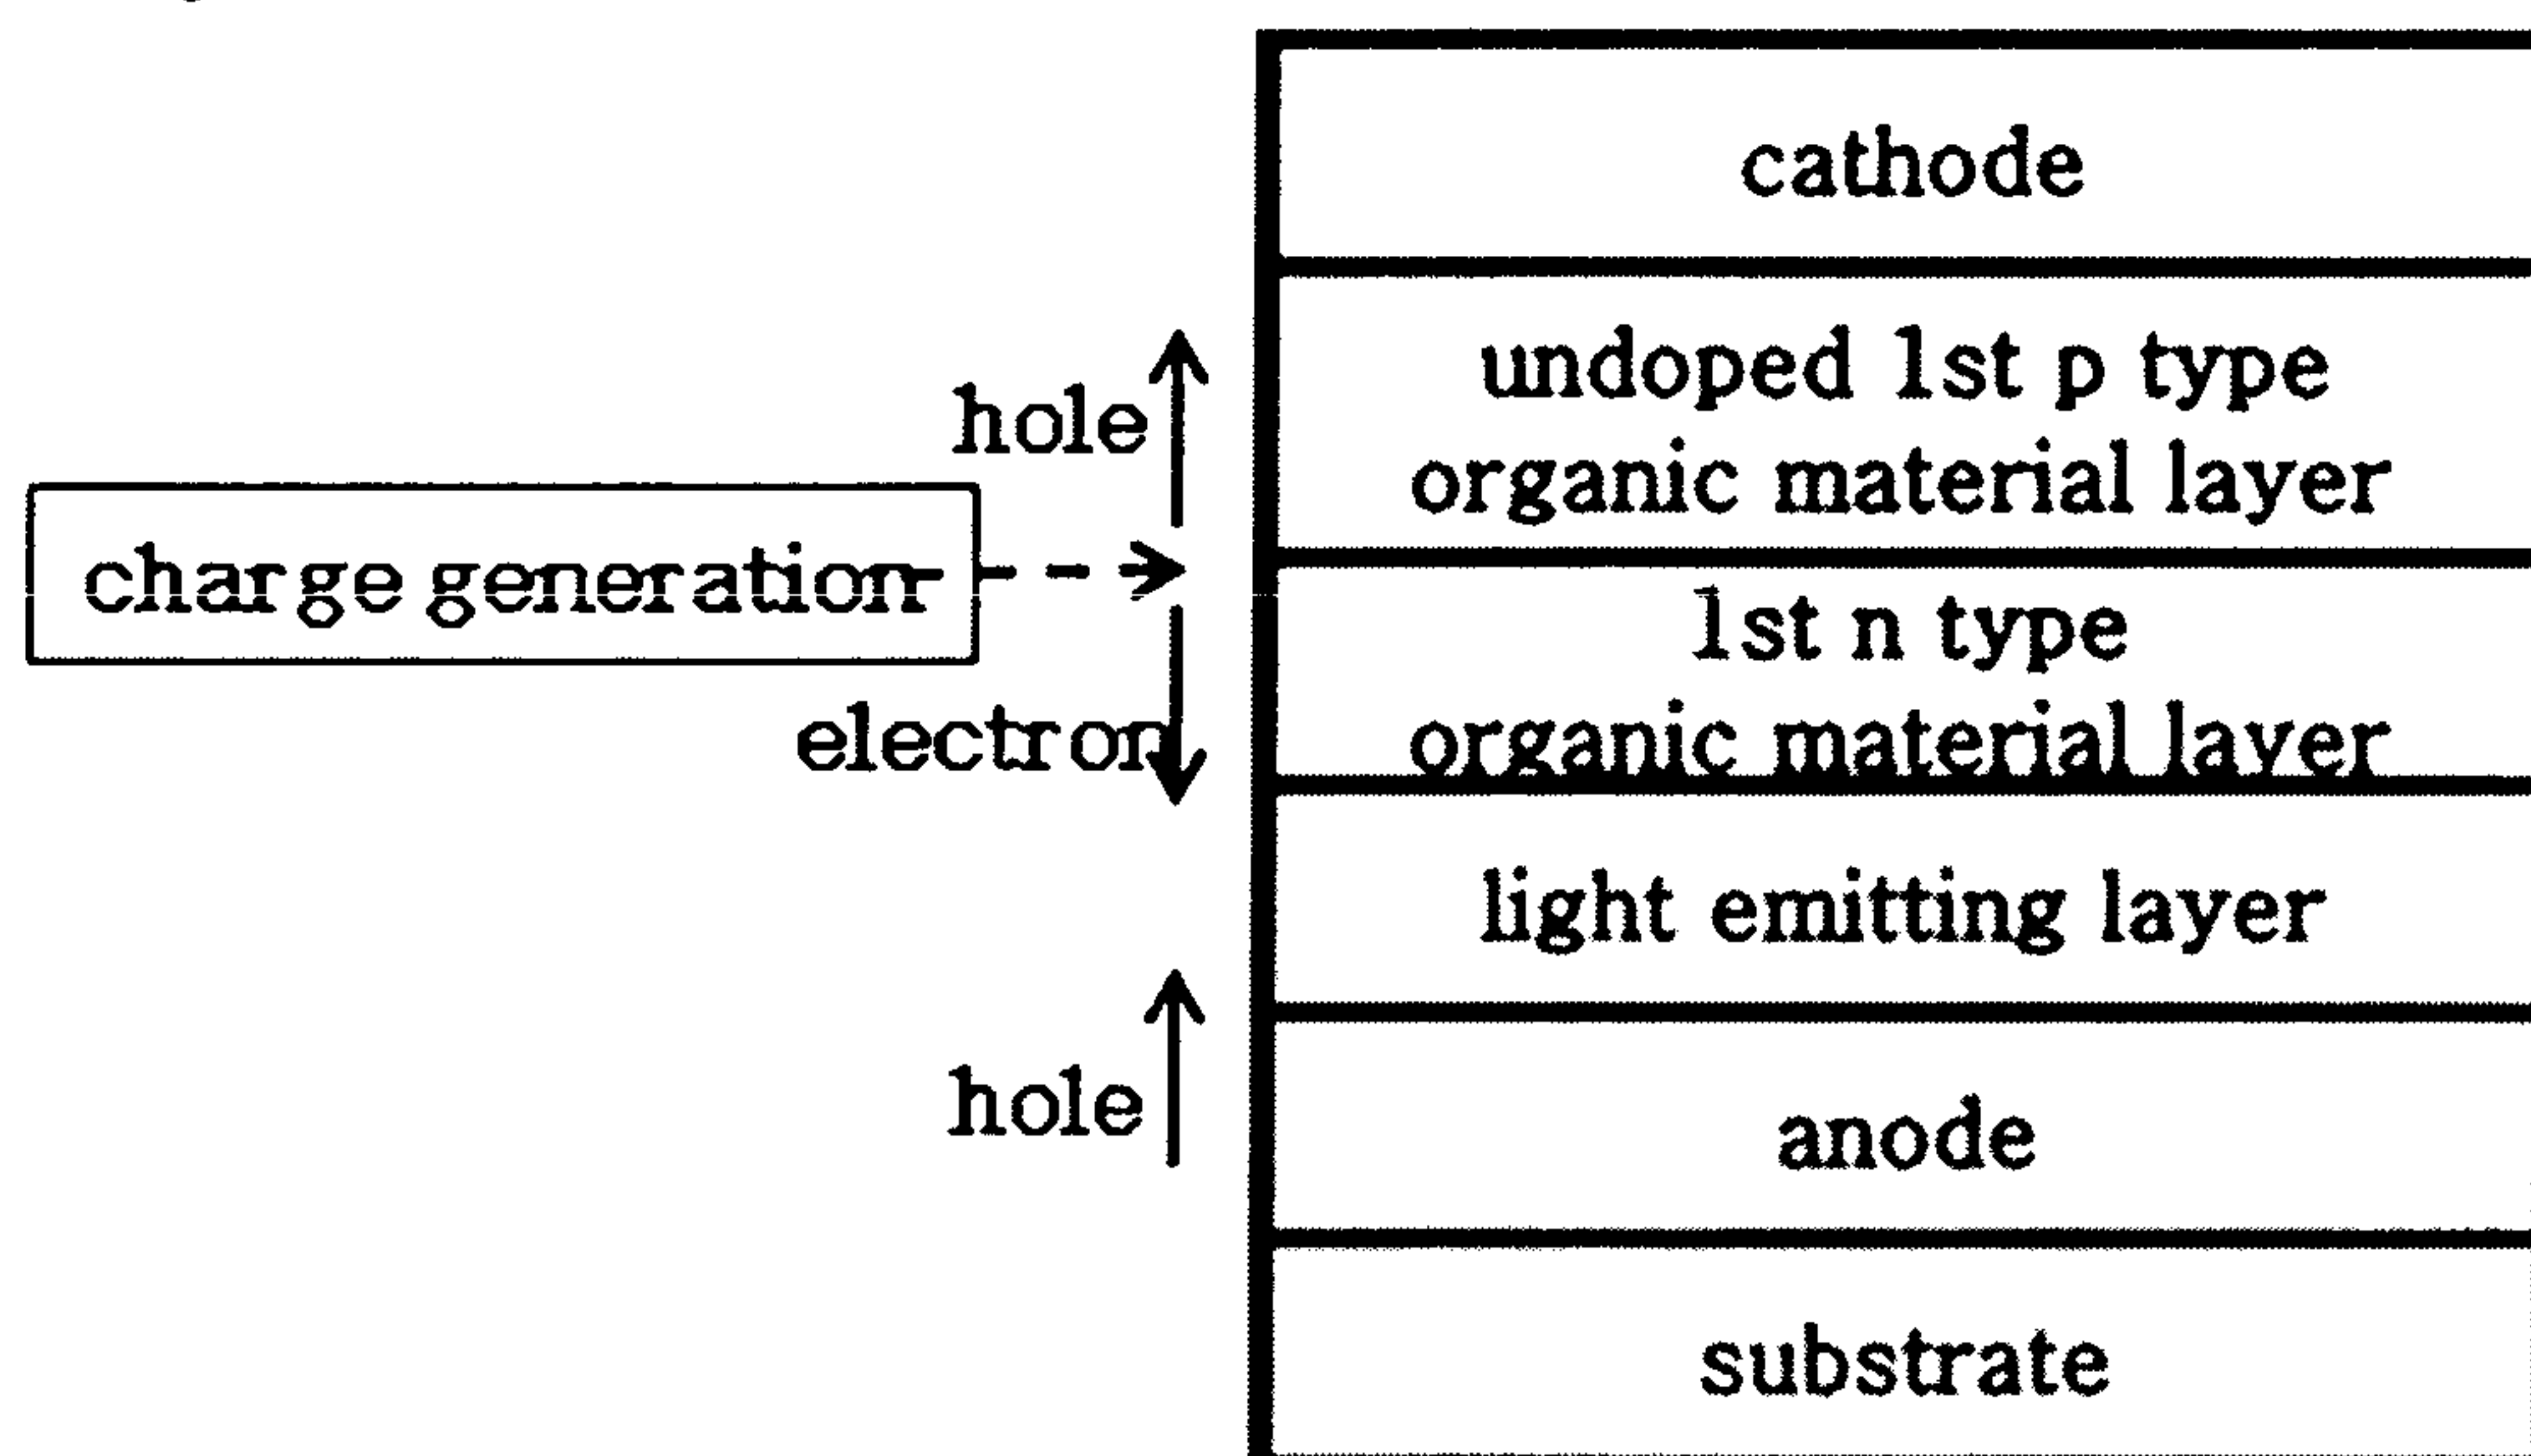 cathode
hole
undoped 1st p type
organic material layer
charge generation
1st n type
organic material layer
electron
light emitting layer
hole
anode
substrate